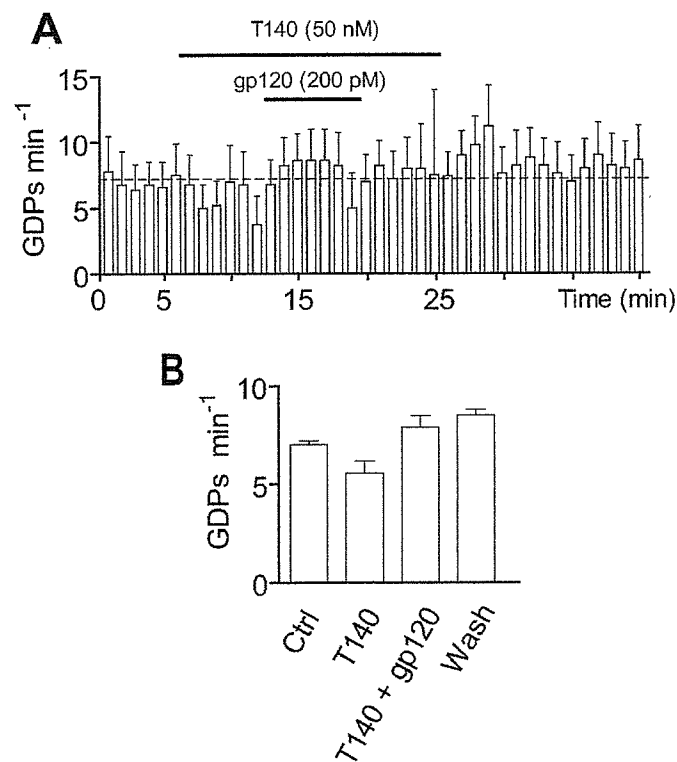 A
T140 (50 nM)
gp120 (200 pM)
GDPs min⁻¹
15
10
5
0
0 5 15 25 Time (min)
B
GDPs min⁻¹
10
5
0
Ctrl
T140
T140 + gp120
Wash